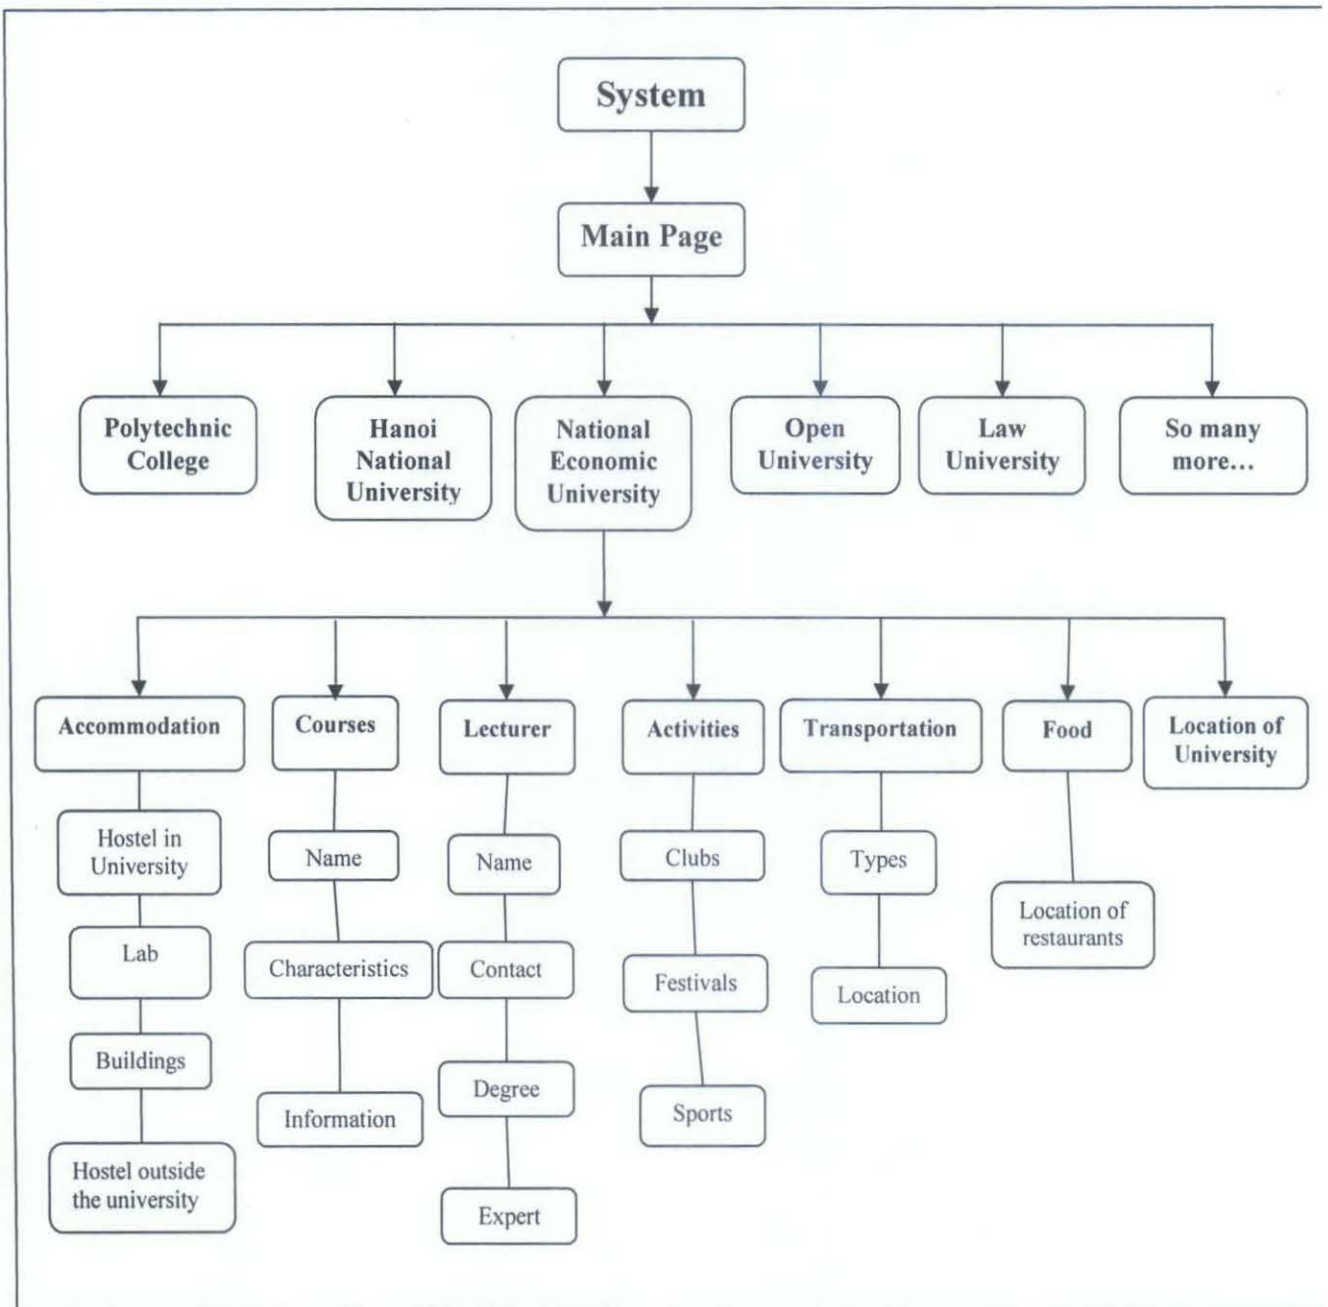 System
Main Page
Polytechnic
College
Hanoi
National
University
National
Economic
University
Open
University
Law
University
So many
more...
Accommodation
Courses
Lecturer
Activities
Transportation
Food
Location of
University
Hostel in
University
Lab
Buildings
Hostel outside
the university
Name
Characteristics
Information
Name
Contact
Degree
Expert
Clubs
Festivals
Sports
Types
Location
Location of
restaurants